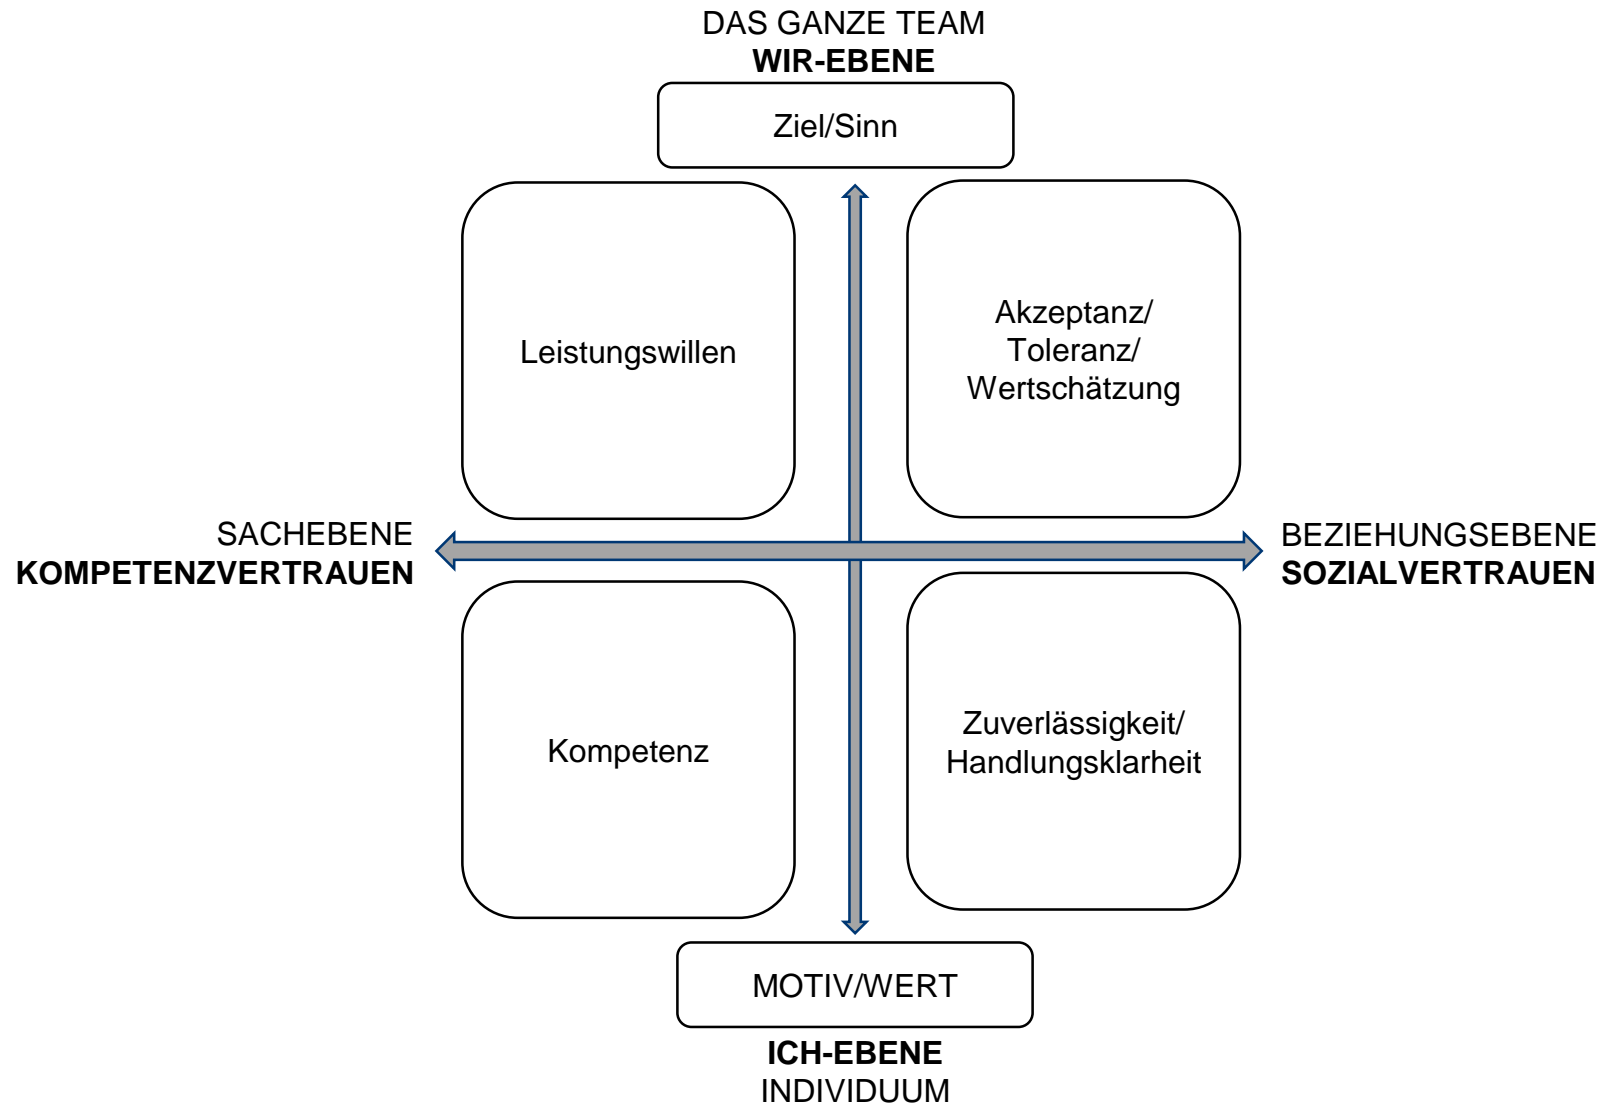 DAS GANZE TEAM
WIR-EBENE
Ziel/Sinn
Leistungswillen
Akzeptanz/
Toleranz/
Wertschätzung
SACHEBENE
KOMPETENZVERTRAUEN
BEZIEHUNGSEBENE
SOZIALVERTRAUEN
Kompetenz
Zuverlässigkeit/
Handlungsklarheit
MOTIV/WERT
ICH-EBENE
INDIVIDUUM